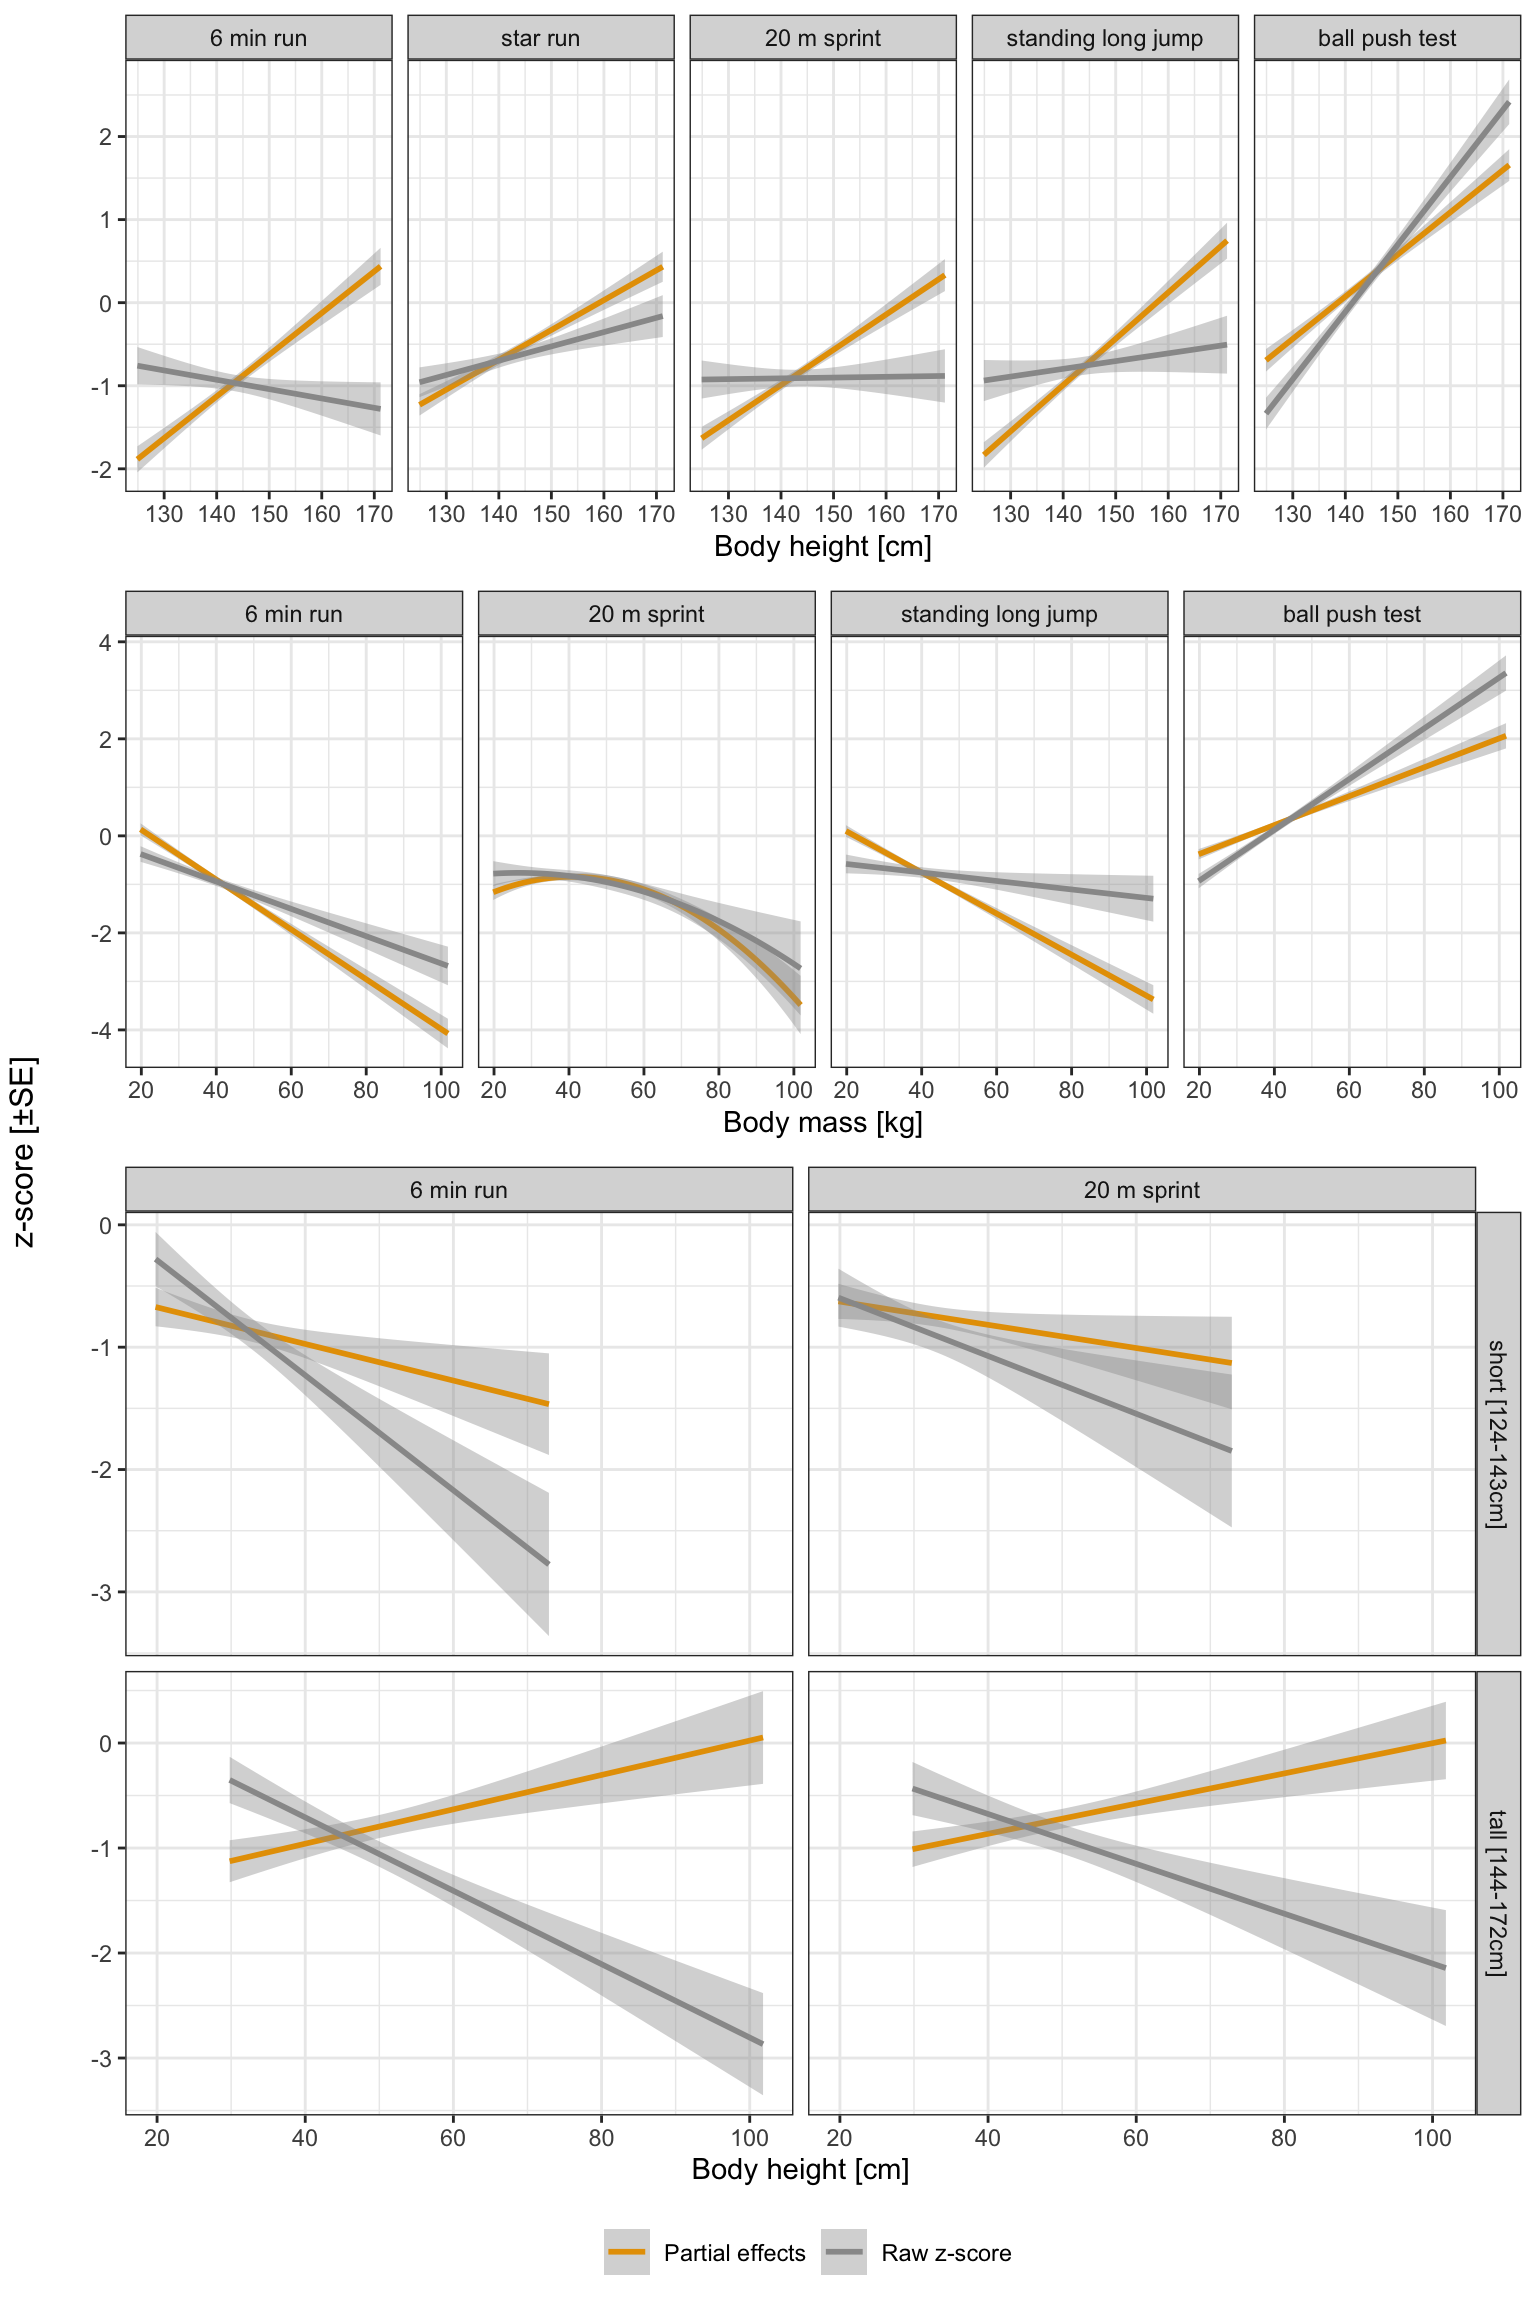 6 min run star run 20 m sprint standing long jump ball push test
2
1
0
-1
-2
130 140 150 160 170 130 140 150 160 170 130 140 150 160 170 130 140 150 160 170 130 140 150 160 170
Body height [cm]
6 min run 20 m sprint standing long jump ball push test
4
2
0
-2
-4
20 40 60 80 100 20 40 60 80 100 20 40 60 80 100 20 40 60 80 100
Body mass [kg]
z-score [±SE]
6 min run 20 m sprint
0
-1
-2
-3
short [124-143cm]
0
-1
-2
-3
tall [144-172cm]
20 40 60 80 100 20 40 60 80 100
Body height [cm]
Partial effects Raw z-score